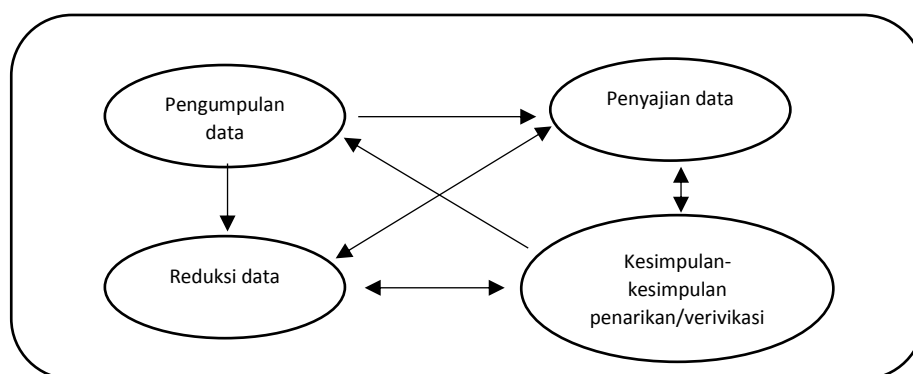 Pengumpulan
data
Penyajian data
Reduksi data
Kesimpulan-
kesimpulan
penarikan/verivikasi